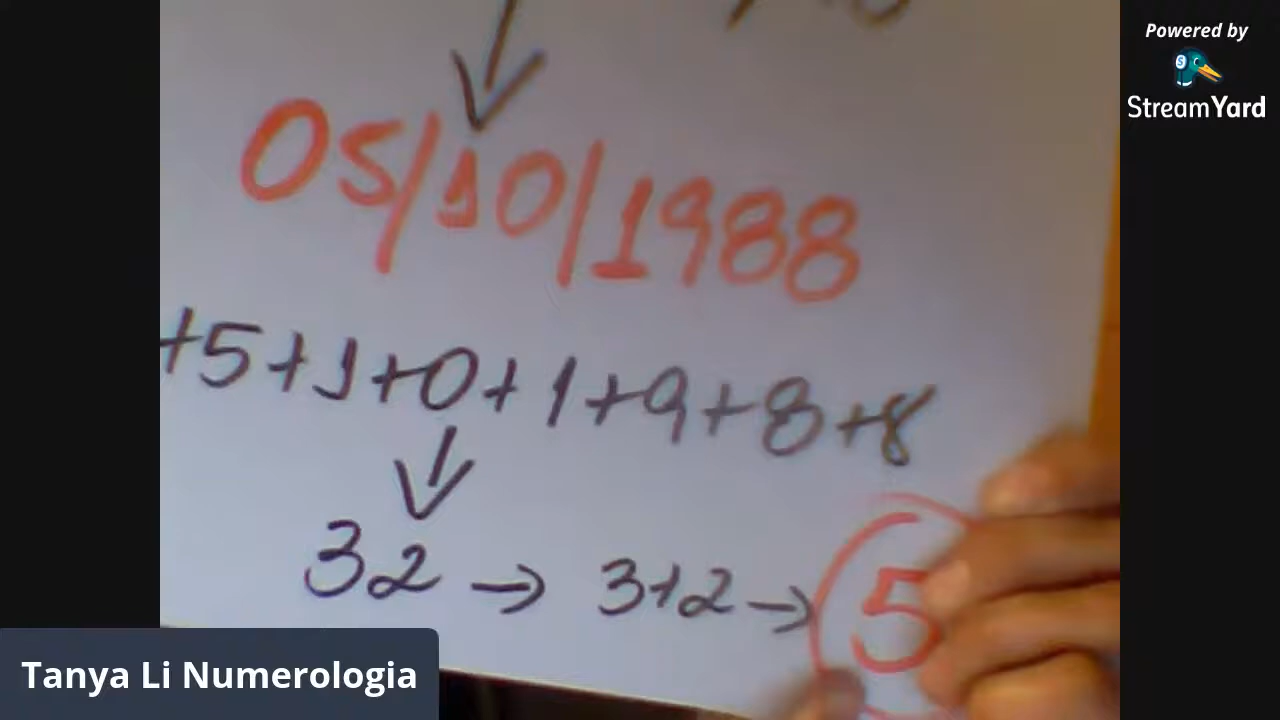 Powered by
StreamYard
05/10/1988
+5+1+0+1+9+8+8
32 → 3+2 → 5
Tanya Li Numerologia